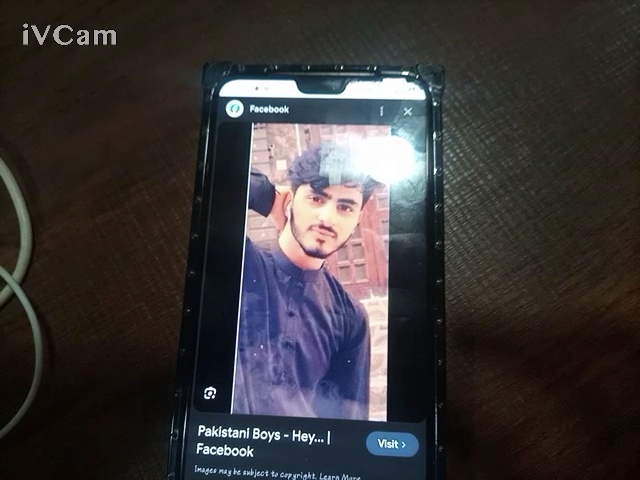 iVCam
Facebook
Pakistani Boys - Hey... |
Facebook
Visit >
Images may be subject to copyright. Learn More